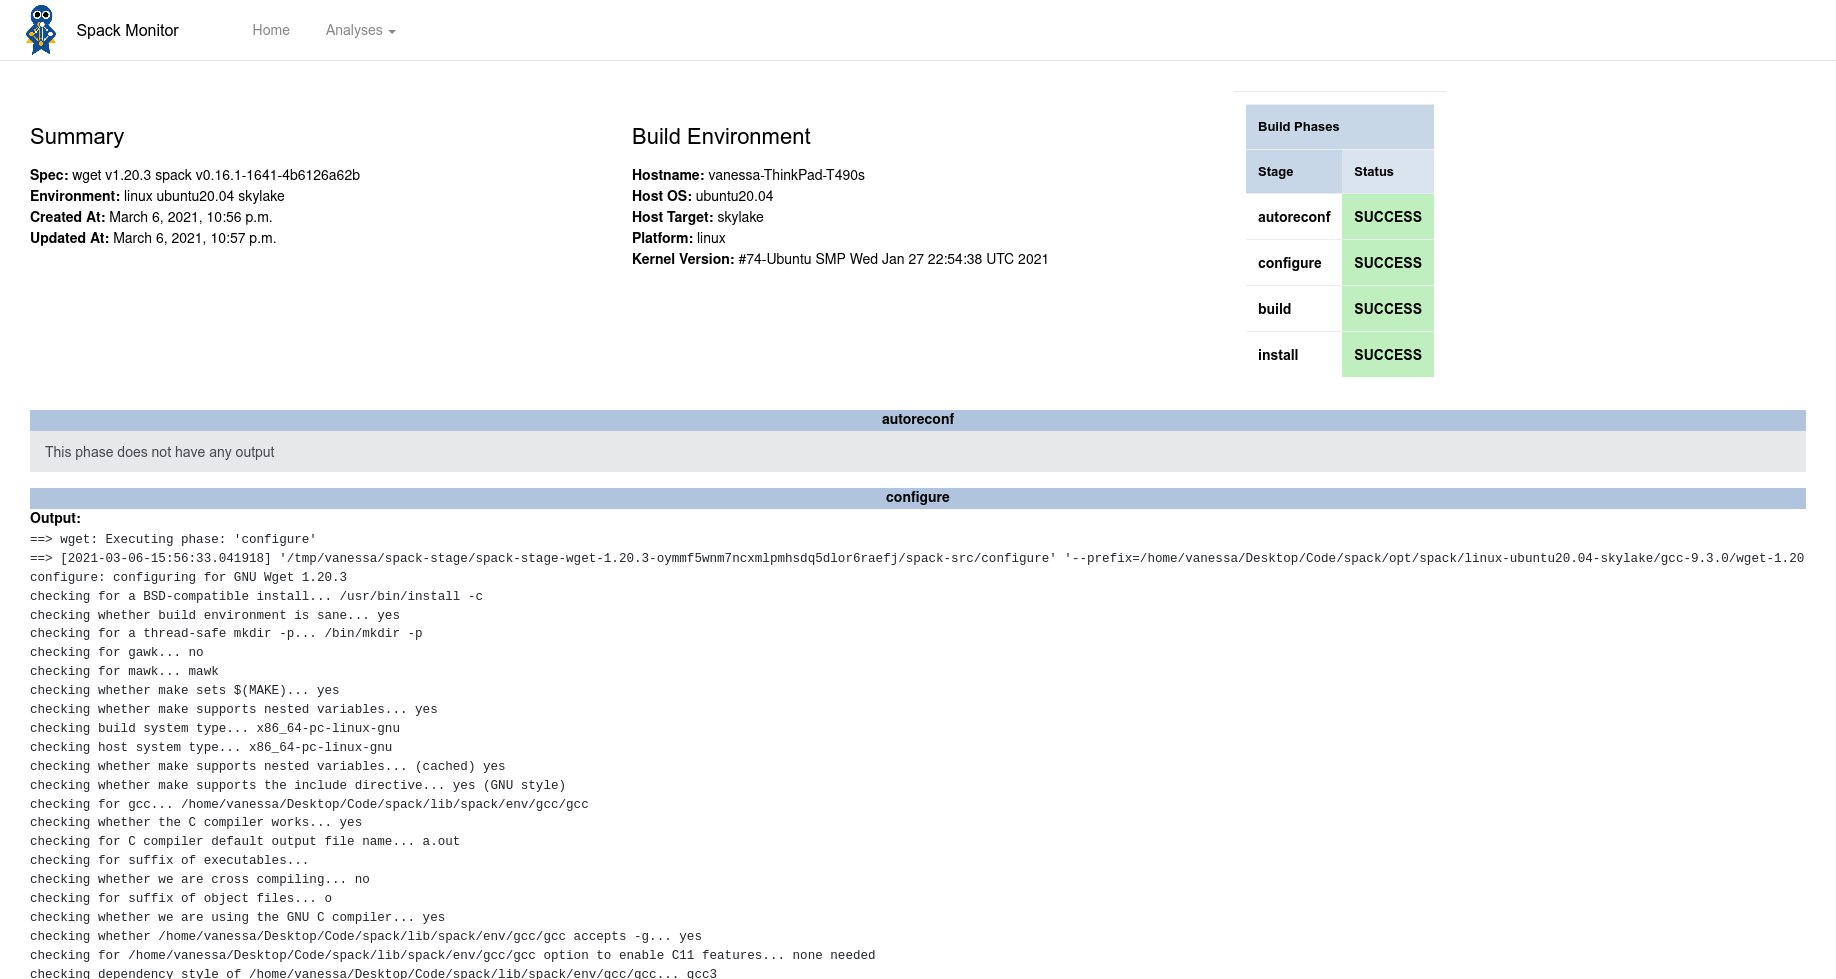 Spack Monitor
Home
Analyses
Summary
Spec: wget v1.20.3 spack v0.16.1-1641-4b6126a62b
Environment: linux ubuntu20.04 skylake
Created At: March 6, 2021, 10:56 p.m.
Updated At: March 6, 2021, 10:57 p.m.
Build Environment
Hostname: vanessa-ThinkPad-T490s
Host OS: ubuntu20.04
Host Target: skylake
Platform: linux
Kernel Version: #74-Ubuntu SMP Wed Jan 27 22:54:38 UTC 2021
Build Phases
Stage Status
autoreconf SUCCESS
configure SUCCESS
build SUCCESS
install SUCCESS
autoreconf
This phase does not have any output
configure
Output:
==> wget: Executing phase: 'configure'
==> [2021-03-06-15:56:33.041918] '/tmp/vanessa/spack-stage/spack-stage-wget-1.20.3-oymmf5wnm7ncxmlpmhsdq5dlor6raefj/spack-src/configure' '--prefix=/home/vanessa/Desktop/Code/spack/opt/spack/linux-ubuntu20.04-skylake/gcc-9.3.0/wget-1.20
configure: configuring for GNU Wget 1.20.3
checking for a BSD-compatible install... /usr/bin/install -c
checking whether build environment is sane... yes
checking for a thread-safe mkdir -p... /bin/mkdir -p
checking for gawk... no
checking for mawk... mawk
checking whether make sets $(MAKE)... yes
checking whether make supports nested variables... yes
checking build system type... x86_64-pc-linux-gnu
checking host system type... x86_64-pc-linux-gnu
checking whether make supports nested variables... (cached) yes
checking whether make supports the include directive... yes (GNU style)
checking for gcc... /home/vanessa/Desktop/Code/spack/lib/spack/env/gcc/gcc
checking whether the C compiler works... yes
checking for C compiler default output file name... a.out
checking for suffix of executables...
checking whether we are cross compiling... no
checking for suffix of object files... o
checking whether we are using the GNU C compiler... yes
checking whether /home/vanessa/Desktop/Code/spack/lib/spack/env/gcc/gcc accepts -g... yes
checking for /home/vanessa/Desktop/Code/spack/lib/spack/env/gcc/gcc option to enable C11 features... none needed
checking dependency style of /home/vanessa/Desktop/Code/spack/lib/spack/env/gcc/gcc... gcc3